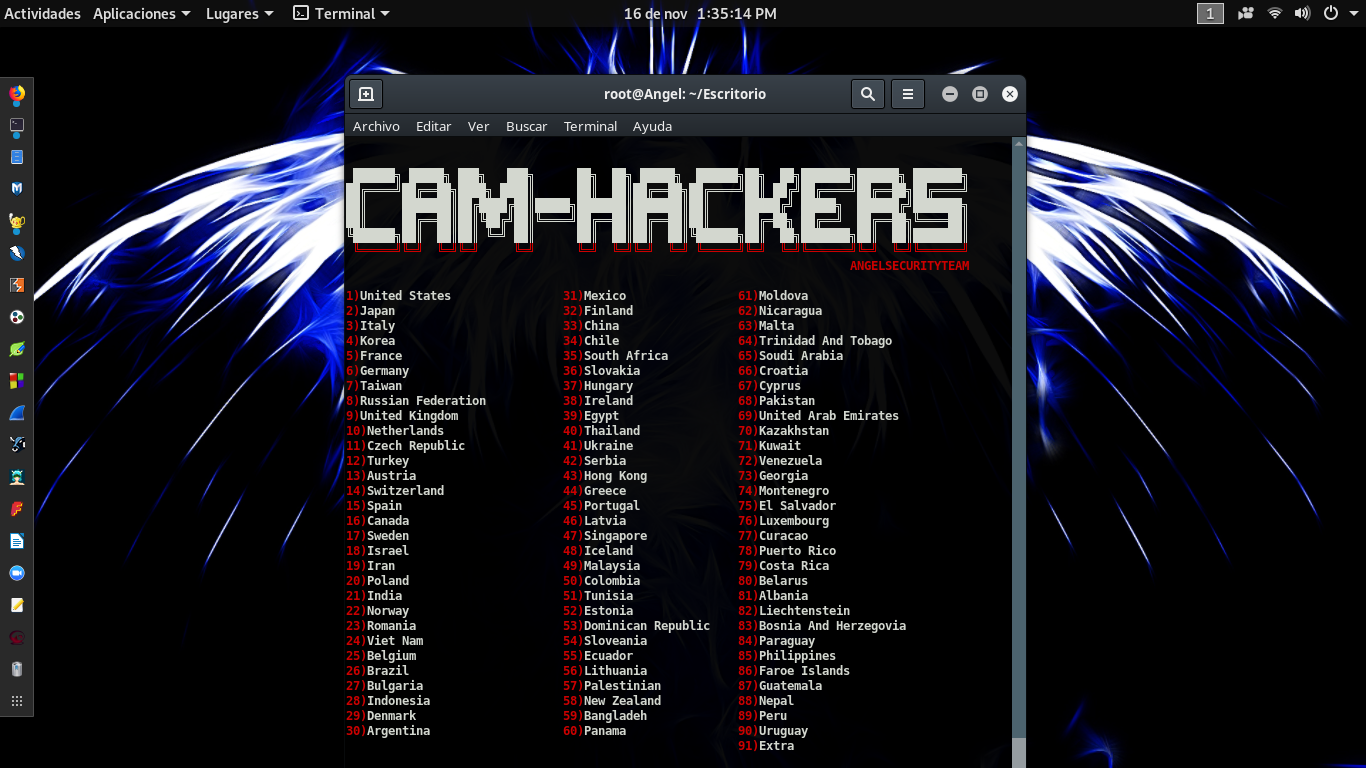 Actividades Aplicaciones Lugares Terminal 16 de nov 1:35:14 PM 1
root@Angel: ~/Escritorio
Archivo Editar Ver Buscar Terminal Ayuda
CAM-HACKERS
ANGELSECURITYTEAM
1)United States 31)Mexico 61)Moldova
2)Japan 32)Finland 62)Nicaragua
3)Italy 33)China 63)Malta
4)Korea 34)Chile 64)Trinidad And Tobago
5)France 35)South Africa 65)Soudi Arabia
6)Germany 36)Slovakia 66)Croatia
7)Taiwan 37)Hungary 67)Cyprus
8)Russian Federation 38)Ireland 68)Pakistan
9)United Kingdom 39)Egypt 69)United Arab Emirates
10)Netherlands 40)Thailand 70)Kazakhstan
11)Czech Republic 41)Ukraine 71)Kuwait
12)Turkey 42)Serbia 72)Venezuela
13)Austria 43)Hong Kong 73)Georgia
14)Switzerland 44)Greece 74)Montenegro
15)Spain 45)Portugal 75)El Salvador
16)Canada 46)Latvia 76)Luxembourg
17)Sweden 47)Singapore 77)Curacao
18)Israel 48)Iceland 78)Puerto Rico
19)Iran 49)Malaysia 79)Costa Rica
20)Poland 50)Colombia 80)Belarus
21)India 51)Tunisia 81)Albania
22)Norway 52)Estonia 82)Liechtenstein
23)Romania 53)Dominican Republic 83)Bosnia And Herzegovia
24)Viet Nam 54)Sloveania 84)Paraguay
25)Belgium 55)Ecuador 85)Philippines
26)Brazil 56)Lithuania 86)Faroe Islands
27)Bulgaria 57)Palestinian 87)Guatemala
28)Indonesia 58)New Zealand 88)Nepal
29)Denmark 59)Bangladeh 89)Peru
30)Argentina 60)Panama 90)Uruguay
91)Extra